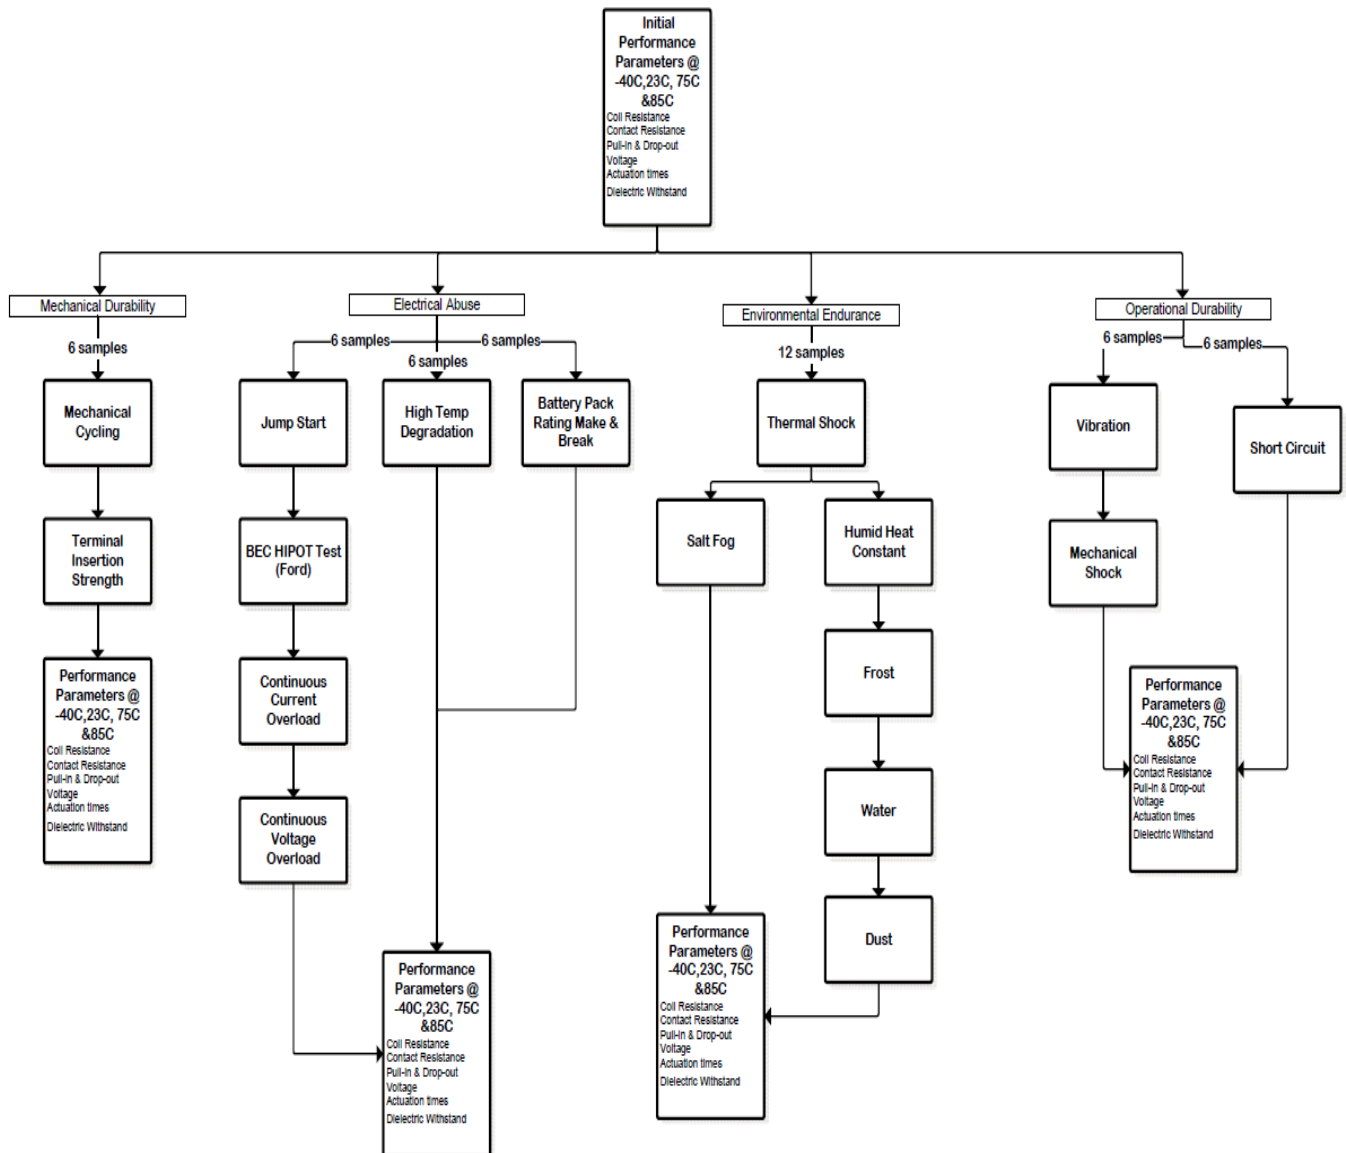 Initial
Performance
Parameters @
-40C,23C, 75C
&85C
Coil Resistance
Contact Resistance
Pull-in & Drop-out
Voltage
Actuation times
Dielectric Withstand
Mechanical Durability
Electrical Abuse
Environmental Endurance
Operational Durability
6 samples
6 samples
6 samples
6 samples
12 samples
6 samples
6 samples
Mechanical
Cycling
Jump Start
High Temp
Degradation
Battery Pack
Rating Make &
Break
Thermal Shock
Vibration
Short Circuit
Terminal
Insertion
Strength
BEC HIPOT Test
(Ford)
Salt Fog
Humid Heat
Constant
Mechanical
Shock
Performance
Parameters @
-40C,23C, 75C
&85C
Coil Resistance
Contact Resistance
Pull-in & Drop-out
Voltage
Actuation times
Dielectric Withstand
Continuous
Current
Overload
Frost
Performance
Parameters @
-40C,23C, 75C
&85C
Coil Resistance
Contact Resistance
Pull-in & Drop-out
Voltage
Actuation times
Dielectric Withstand
Continuous
Voltage
Overload
Water
Dust
Performance
Parameters @
-40C,23C, 75C
&85C
Coil Resistance
Contact Resistance
Pull-in & Drop-out
Voltage
Actuation times
Dielectric Withstand
Performance
Parameters @
-40C,23C, 75C
&85C
Coil Resistance
Contact Resistance
Pull-in & Drop-out
Voltage
Actuation times
Dielectric Withstand